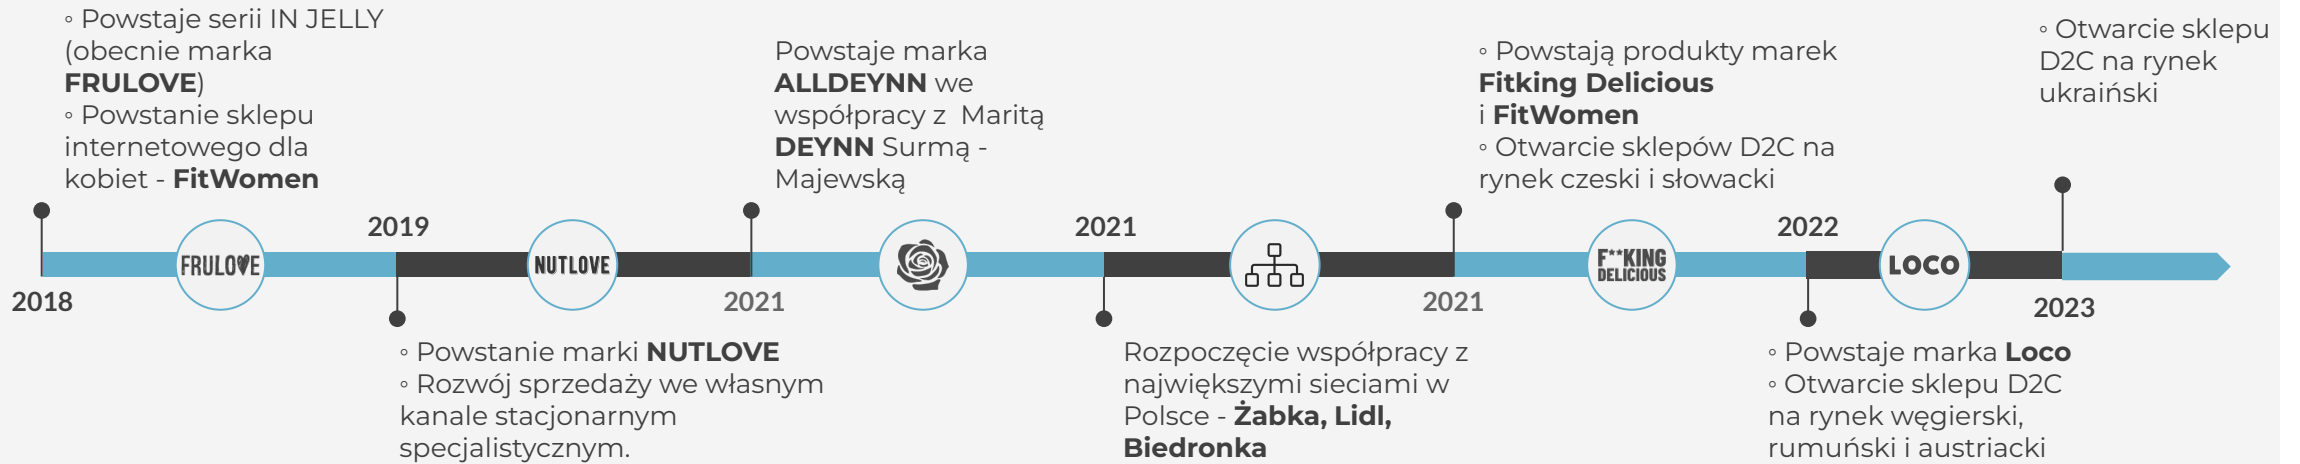 ◦ Powstaje serii IN JELLY
(obecnie marka
FRULOVE)
◦ Powstanie sklepu
internetowego dla
kobiet - FitWomen
2018
FRULOVE
2019
◦ Powstanie marki NUTLOVE
◦ Rozwój sprzedaży we własnym
kanale stacjonarnym
specjalistycznym.
NUTLOVE
Powstaje marka
ALLDEYNN we
współpracy z  Maritą
DEYNN Surmą -
Majewską
2021
2021
Rozpoczęcie współpracy z
największymi sieciami w
Polsce - Żabka, Lidl,
Biedronka
◦ Powstają produkty marek
Fitking Delicious
i FitWomen
◦ Otwarcie sklepów D2C na
rynek czeski i słowacki
2021
F**KING
DELICIOUS
2022
◦ Powstaje marka Loco
◦ Otwarcie sklepu D2C
na rynek węgierski,
rumuński i austriacki
LOCO
◦ Otwarcie sklepu
D2C na rynek
ukraiński
2023